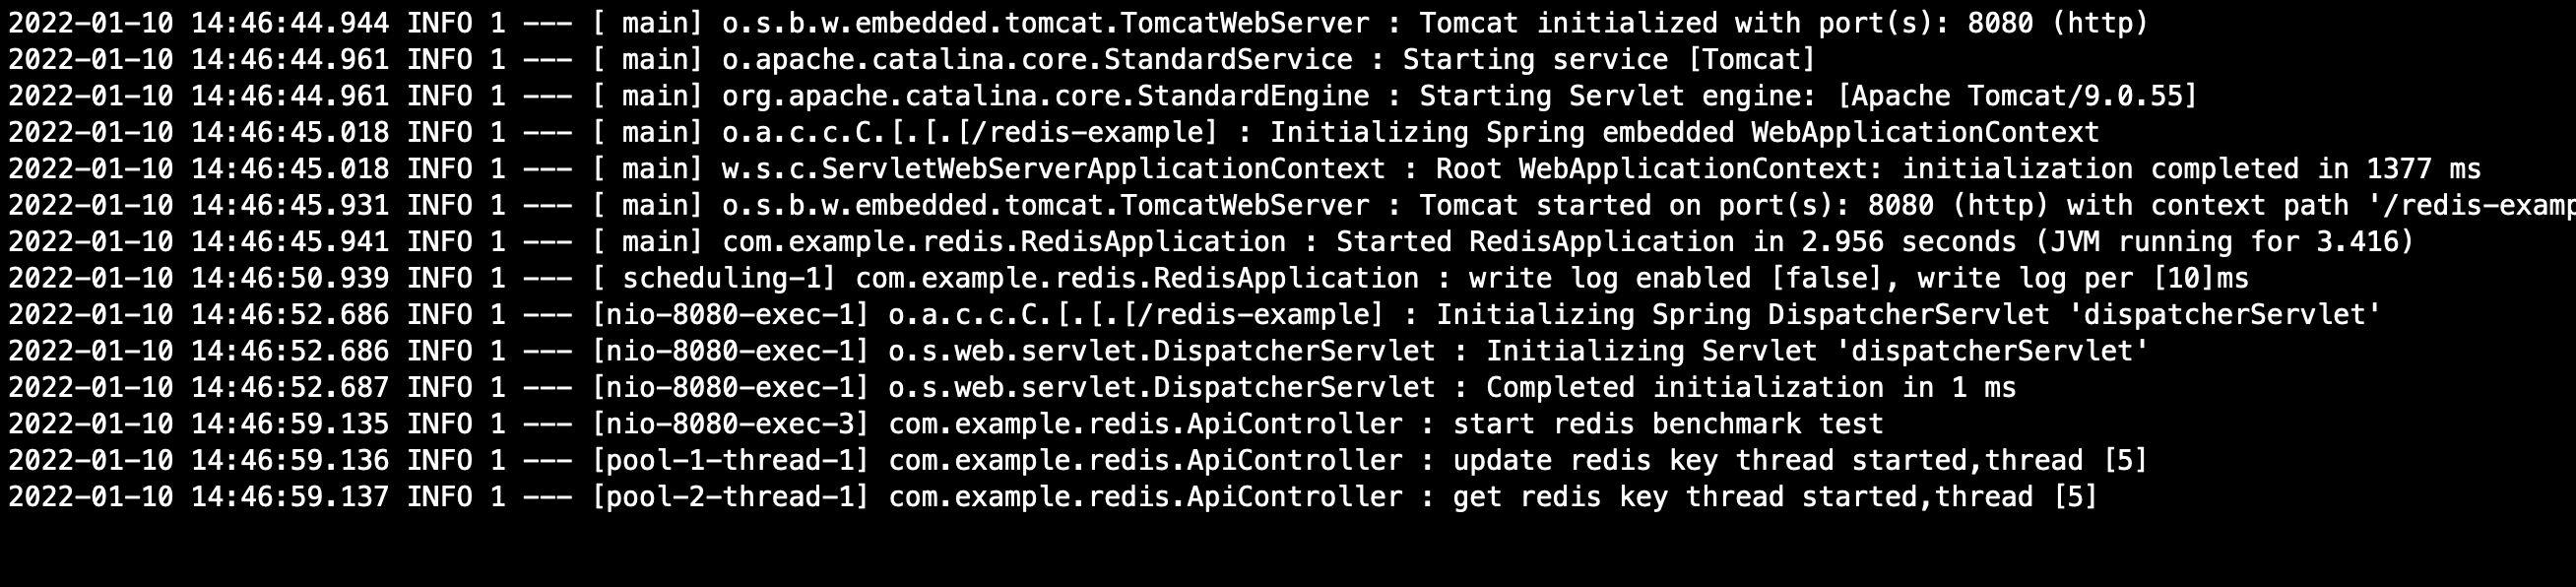 2022-01-10 14:46:44.944 INFO 1 --- [ main] o.s.b.w.embedded.tomcat.TomcatWebServer : Tomcat initialized with port(s): 8080 (http)
2022-01-10 14:46:44.961 INFO 1 --- [ main] o.apache.catalina.core.StandardService : Starting service [Tomcat]
2022-01-10 14:46:44.961 INFO 1 --- [ main] org.apache.catalina.core.StandardEngine : Starting Servlet engine: [Apache Tomcat/9.0.55]
2022-01-10 14:46:45.018 INFO 1 --- [ main] o.a.c.c.C.[.[.[/redis-example] : Initializing Spring embedded WebApplicationContext
2022-01-10 14:46:45.018 INFO 1 --- [ main] w.s.c.ServletWebServerApplicationContext : Root WebApplicationContext: initialization completed in 1377 ms
2022-01-10 14:46:45.931 INFO 1 --- [ main] o.s.b.w.embedded.tomcat.TomcatWebServer : Tomcat started on port(s): 8080 (http) with context path '/redis-examp
2022-01-10 14:46:45.941 INFO 1 --- [ main] com.example.redis.RedisApplication : Started RedisApplication in 2.956 seconds (JVM running for 3.416)
2022-01-10 14:46:50.939 INFO 1 --- [ scheduling-1] com.example.redis.RedisApplication : write log enabled [false], write log per [10]ms
2022-01-10 14:46:52.686 INFO 1 --- [nio-8080-exec-1] o.a.c.c.C.[.[.[/redis-example] : Initializing Spring DispatcherServlet 'dispatcherServlet'
2022-01-10 14:46:52.686 INFO 1 --- [nio-8080-exec-1] o.s.web.servlet.DispatcherServlet : Initializing Servlet 'dispatcherServlet'
2022-01-10 14:46:52.687 INFO 1 --- [nio-8080-exec-1] o.s.web.servlet.DispatcherServlet : Completed initialization in 1 ms
2022-01-10 14:46:59.135 INFO 1 --- [nio-8080-exec-3] com.example.redis.ApiController : start redis benchmark test
2022-01-10 14:46:59.136 INFO 1 --- [pool-1-thread-1] com.example.redis.ApiController : update redis key thread started,thread [5]
2022-01-10 14:46:59.137 INFO 1 --- [pool-2-thread-1] com.example.redis.ApiController : get redis key thread started,thread [5]